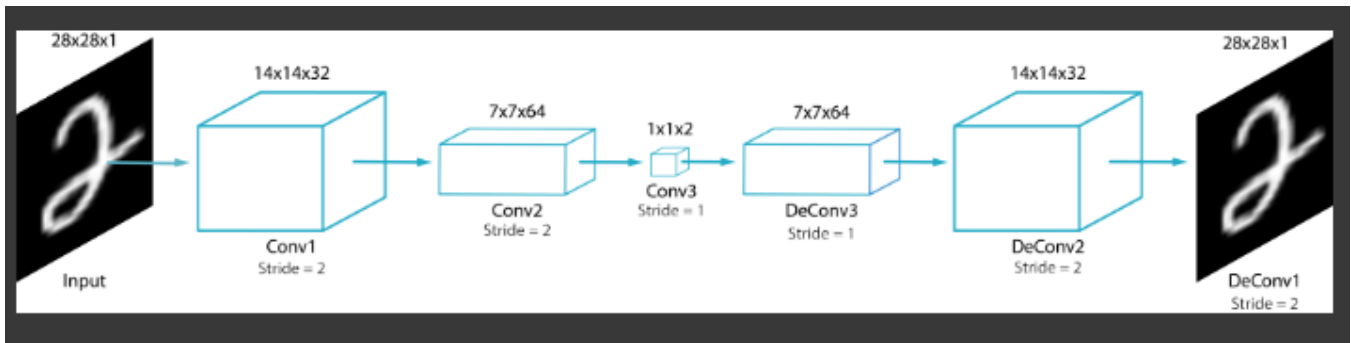 28x28x1
Input
14x14x32
Conv1
Stride = 2
7x7x64
Conv2
Stride = 2
1x1x2
Conv3
Stride = 1
7x7x64
DeConv3
Stride = 1
14x14x32
DeConv2
Stride = 2
28x28x1
DeConv1
Stride = 2